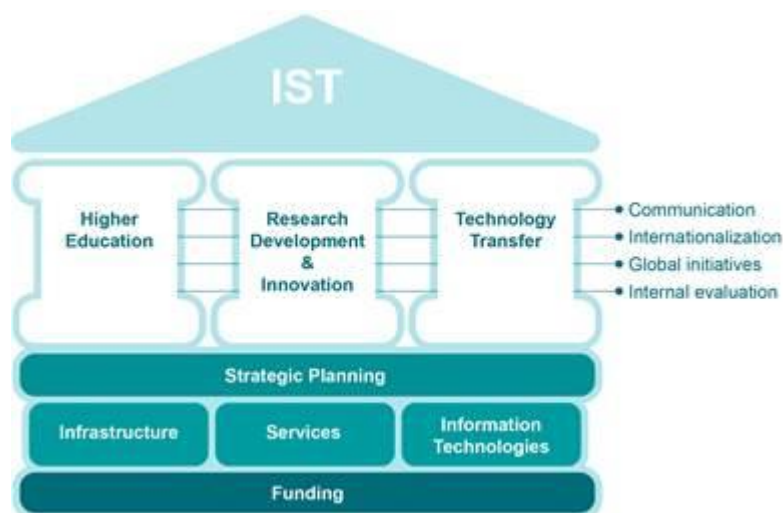 IST
Higher
Education
Research
Development
&
Innovation
Technology
Transfer
Communication
Internationalization
Global initiatives
Internal evaluation
Strategic Planning
Infrastructure
Services
Information
Technologies
Funding